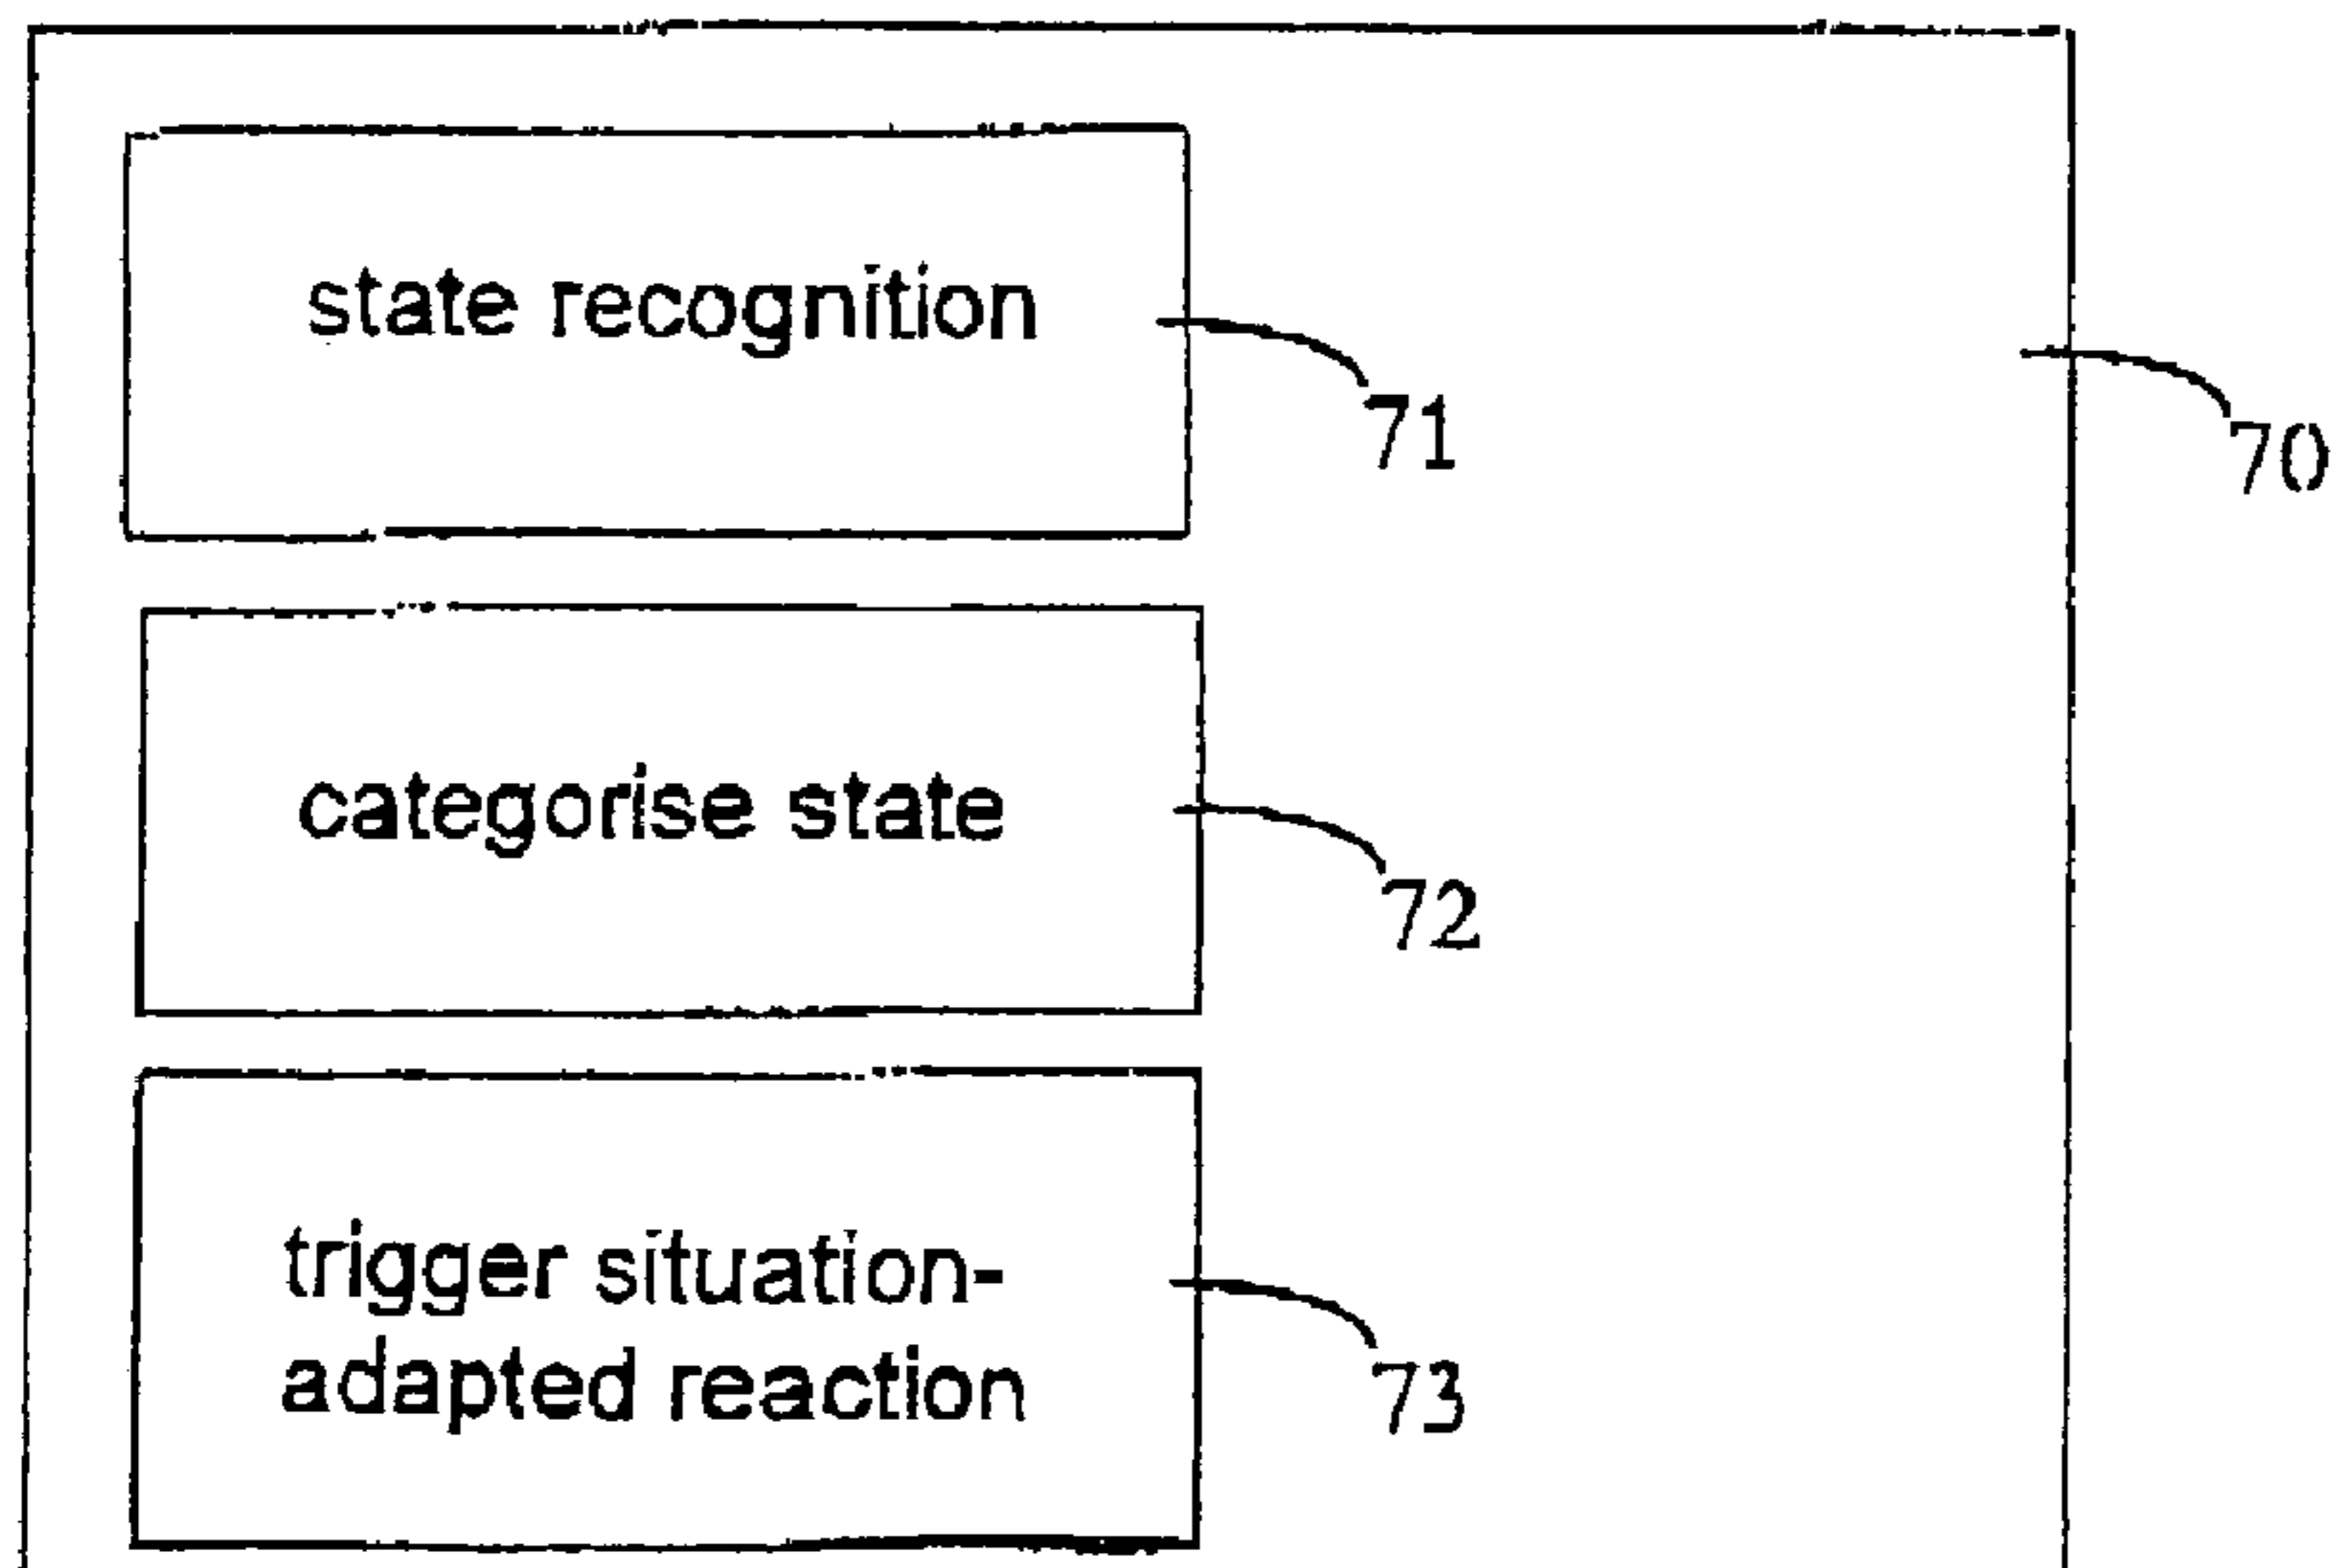 state recognition
71
70
categorise state
72
trigger situation-
adapted reaction
73